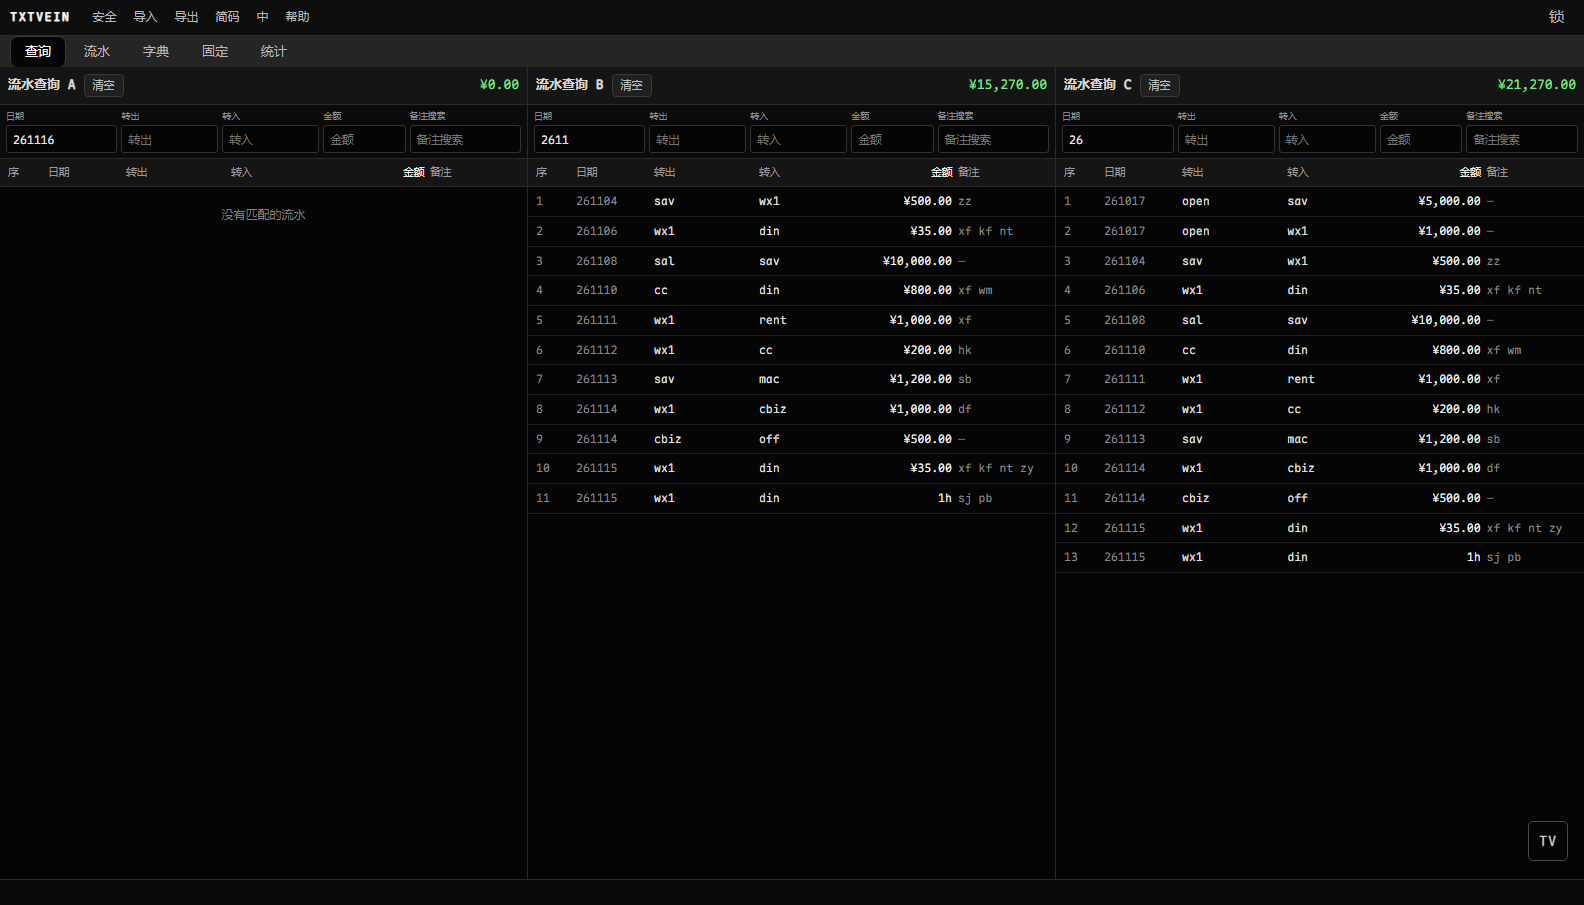 TXTVEIN 安全 导入 导出 简码 中 帮助 锁
查询 流水 字典 固定 统计
流水查询 A 清空 ¥0.00
日期 转出 转入 金额 备注搜索
261116 转出 转入 金额 备注搜索
序 日期 转出 转入 金额 备注
没有匹配的流水
流水查询 B 清空 ¥15,270.00
日期 转出 转入 金额 备注搜索
2611 转出 转入 金额 备注搜索
序 日期 转出 转入 金额 备注
1 261104 sav wx1 ¥500.00 zz
2 261106 wx1 din ¥35.00 xf kf nt
3 261108 sal sav ¥10,000.00 —
4 261110 cc din ¥800.00 xf wm
5 261111 wx1 rent ¥1,000.00 xf
6 261112 wx1 cc ¥200.00 hk
7 261113 sav mac ¥1,200.00 sb
8 261114 wx1 cbiz ¥1,000.00 df
9 261114 cbiz off ¥500.00 —
10 261115 wx1 din ¥35.00 xf kf nt zy
11 261115 wx1 din 1h sj pb
流水查询 C 清空 ¥21,270.00
日期 转出 转入 金额 备注搜索
26 转出 转入 金额 备注搜索
序 日期 转出 转入 金额 备注
1 261017 open sav ¥5,000.00 —
2 261017 open wx1 ¥1,000.00 —
3 261104 sav wx1 ¥500.00 zz
4 261106 wx1 din ¥35.00 xf kf nt
5 261108 sal sav ¥10,000.00 —
6 261110 cc din ¥800.00 xf wm
7 261111 wx1 rent ¥1,000.00 xf
8 261112 wx1 cc ¥200.00 hk
9 261113 sav mac ¥1,200.00 sb
10 261114 wx1 cbiz ¥1,000.00 df
11 261114 cbiz off ¥500.00 —
12 261115 wx1 din ¥35.00 xf kf nt zy
13 261115 wx1 din 1h sj pb
TV